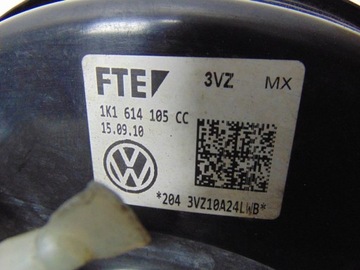 FTE 3VZ MX
1K1 614 105 CC
15.09.10
*204 3VZ10A24LWB*